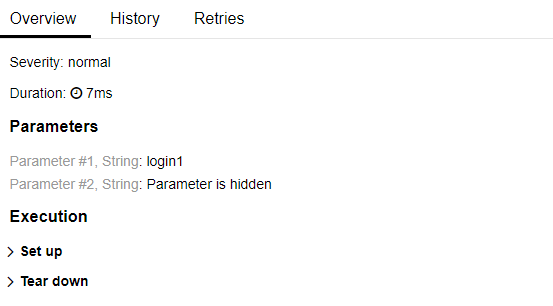 Overview History Retries
Severity: normal
Duration: 7ms
Parameters
Parameter #1, String: login1
Parameter #2, String: Parameter is hidden
Execution
Set up
Tear down